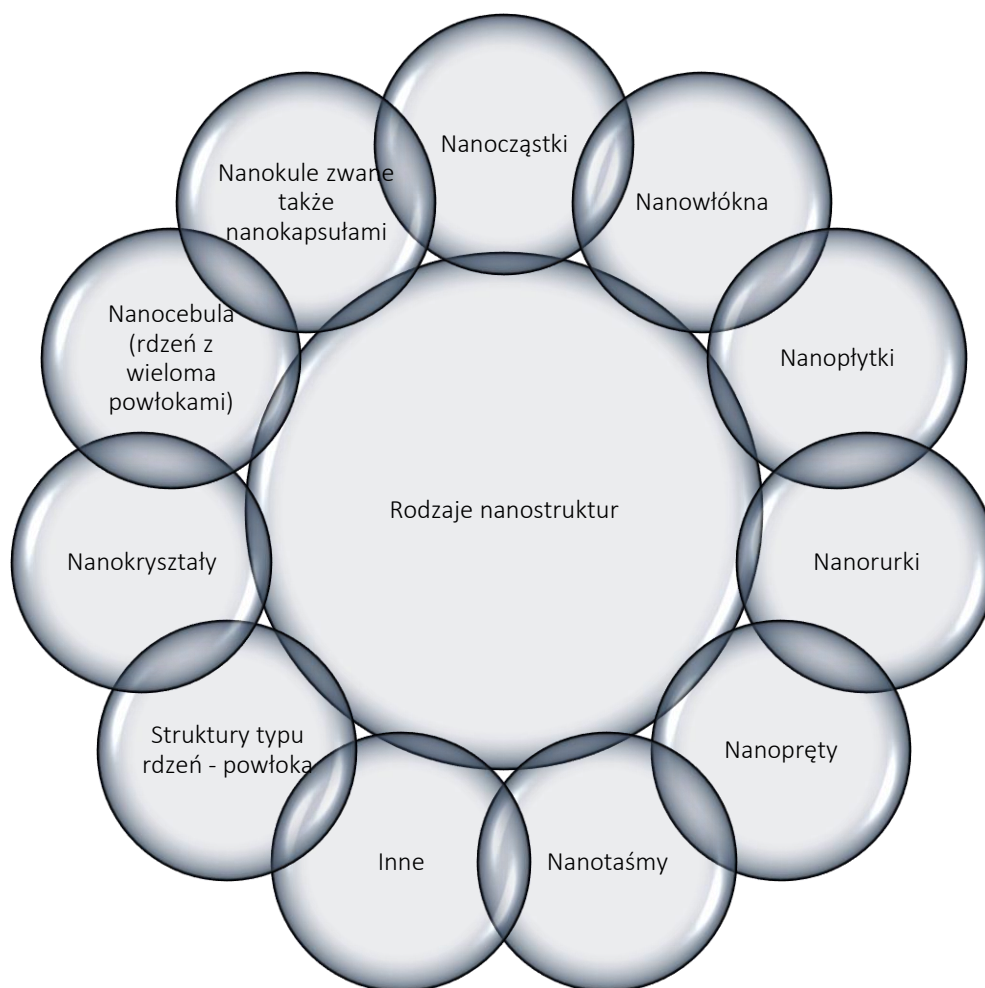 Nanocząstki
Nanowłókna
Nanopłytki
Nanorurki
Nanopręty
Nanotaśmy
Inne
Struktury typu
rdzeń - powłoka
Nanokryształy
Nanocebula
(rdzeń z
wieloma
powłokami)
Nanokule zwane
także
nanokapsułami
Rodzaje nanostruktur